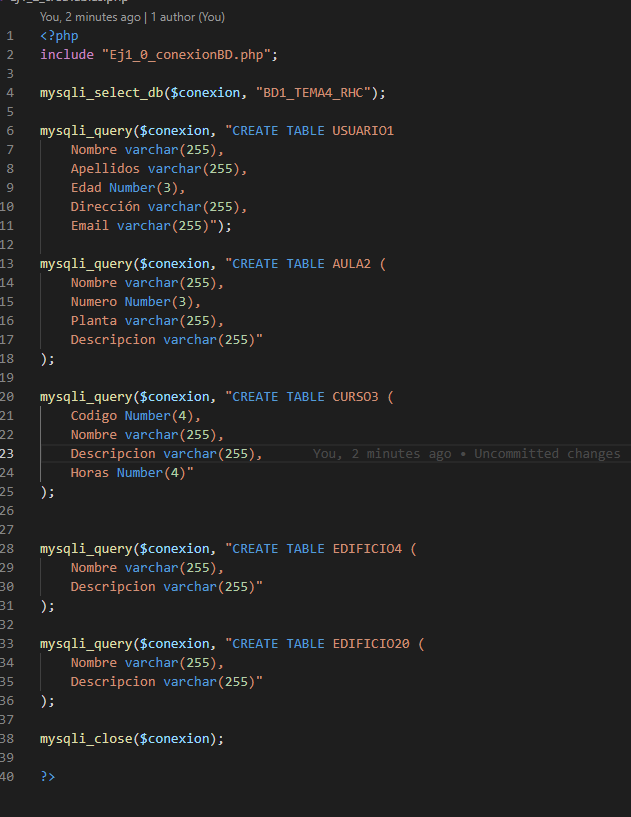 You, 2 minutes ago | 1 author (You)
1 <?php
2 include "Ej1_0_conexionBD.php";
3
4 mysqli_select_db($conexion, "BD1_TEMA4_RHC");
5
6 mysqli_query($conexion, "CREATE TABLE USUARIO1
7 Nombre varchar(255),
8 Apellidos varchar(255),
9 Edad Number(3),
10 Dirección varchar(255),
11 Email varchar(255)");
12
13 mysqli_query($conexion, "CREATE TABLE AULA2 (
14 Nombre varchar(255),
15 Numero Number(3),
16 Planta varchar(255),
17 Descripcion varchar(255)"
18 );
19
20 mysqli_query($conexion, "CREATE TABLE CURSO3 (
21 Codigo Number(4),
22 Nombre varchar(255),
23 Descripcion varchar(255), You, 2 minutes ago • Uncommitted changes
24 Horas Number(4)"
25 );
26
27
28 mysqli_query($conexion, "CREATE TABLE EDIFICIO4 (
29 Nombre varchar(255),
30 Descripcion varchar(255)"
31 );
32
33 mysqli_query($conexion, "CREATE TABLE EDIFICIO20 (
34 Nombre varchar(255),
35 Descripcion varchar(255)"
36 );
37
38 mysqli_close($conexion);
39
40 ?>